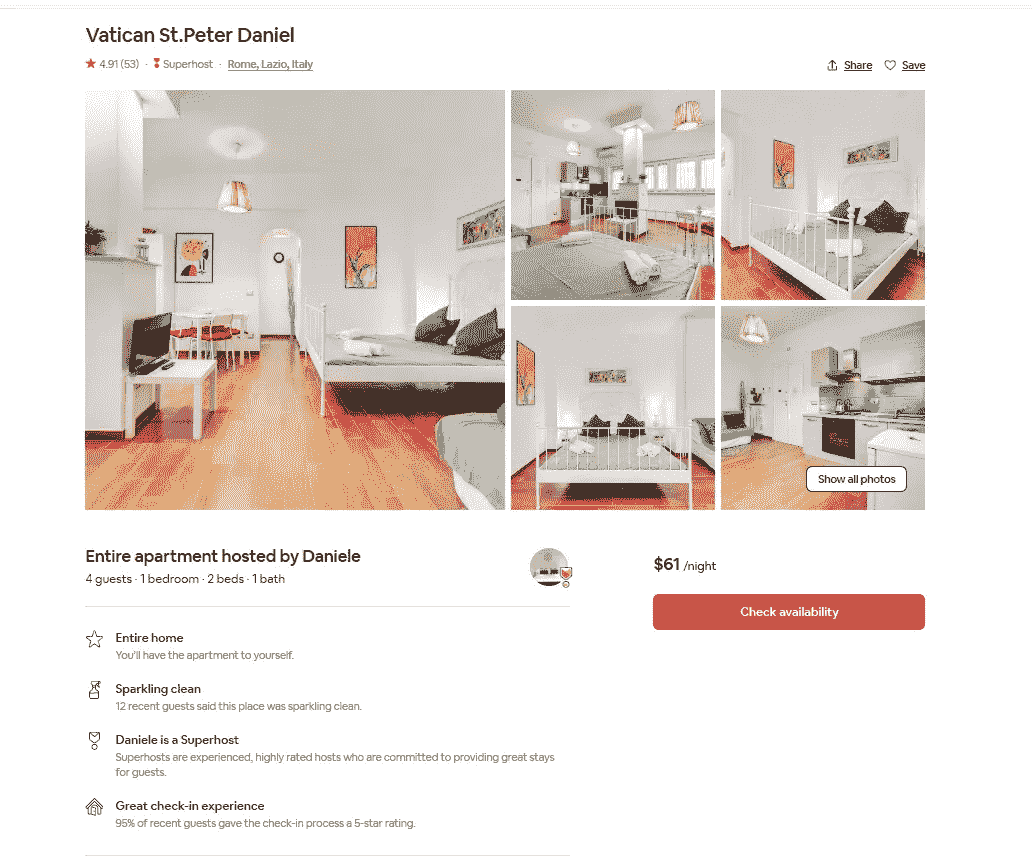 Vatican St.Peter Daniel
4.91 (53) · Superhost · Rome, Lazio, Italy
Share Save
Show all photos
Entire apartment hosted by Daniele
4 guests · 1 bedroom · 2 beds · 1 bath
$61 /night
Check availability
Entire home
You'll have the apartment to yourself.
Sparkling clean
12 recent guests said this place was sparkling clean.
Daniele is a Superhost
Superhosts are experienced, highly rated hosts who are committed to providing great stays
for guests.
Great check-in experience
95% of recent guests gave the check-in process a 5-star rating.